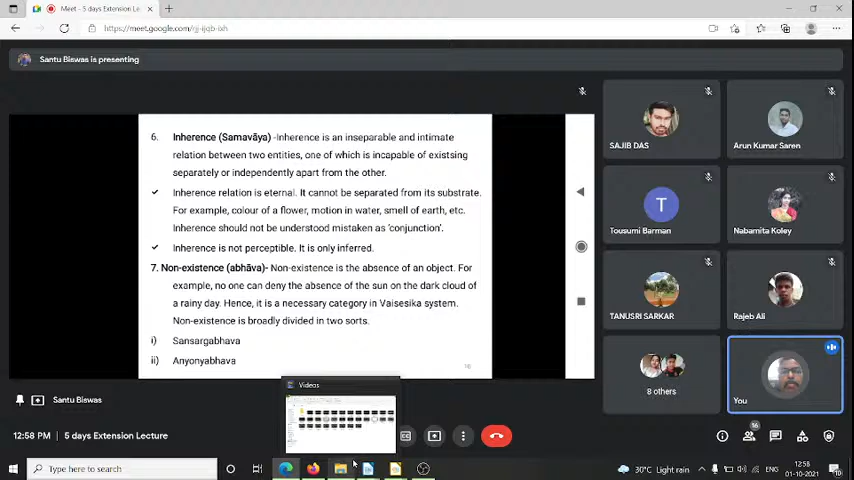 Meet - 5 days Extension Lecture
https://meet.google.com/rjj-ijqb-ixh
Santu Biswas is presenting
6. Inherence (Samavāya) -Inherence is an inseparable and intimate
relation between two entities, one of which is incapable of existsing
separately or independently apart from the other.
✓ Inherence relation is eternal. It cannot be separated from its substrate.
For example, colour of a flower, motion in water, smell of earth, etc.
Inherence should not be understood mistaken as 'conjunction'.
✓ Inherence is not perceptible. It is only inferred.
7. Non-existence (abhāva)- Non-existence is the absence of an object. For
example, no one can deny the absence of the sun on the dark cloud of
a rainy day. Hence, it is a necessary category in Vaisesika system.
Non-existence is broadly divided in two sorts.
i) Sansargabhava
ii) Anyonyabhava
SAJIB DAS
Arun Kumar Saren
T
Tousumi Barman
Nabamita Koley
TANUSRI SARKAR
Rajeb Ali
8 others
You
Santu Biswas
Videos
12:58 PM | 5 days Extension Lecture
16
Type here to search
30°C Light rain
ENG
12:58
01-10-2021